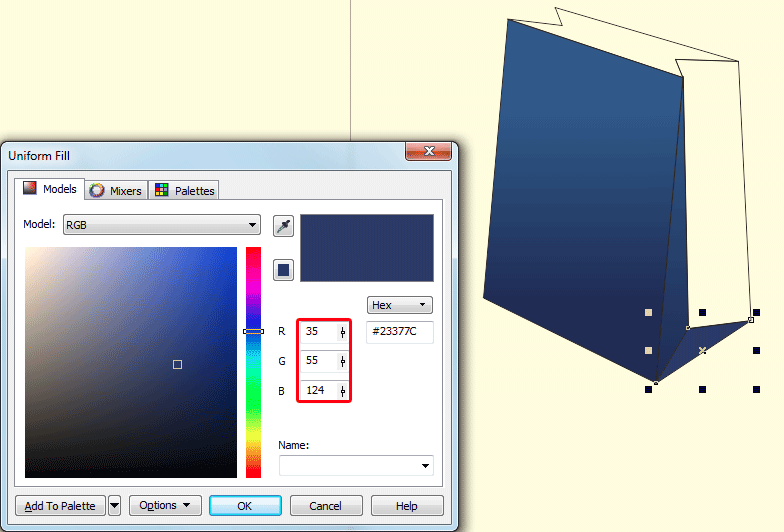 Uniform Fill
Models Mixers Palettes
Model: RGB
Hex
R 35 #23377C
G 55
B 124
Name:
Add To Palette Options OK Cancel Help